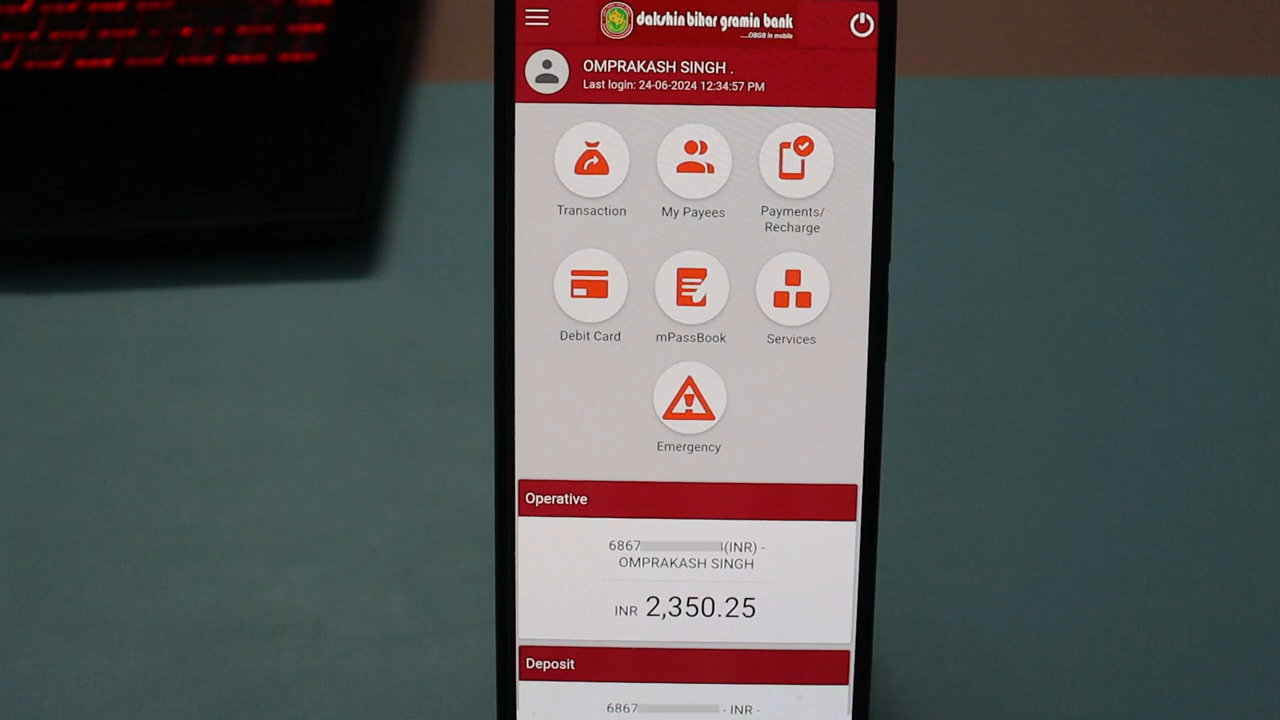 dakshin bihar gramin bank
....DBGB in mobile
OMPRAKASH SINGH .
Last login: 24-06-2024 12:34:57 PM
Transaction
My Payees
Payments/
Recharge
Debit Card
mPassBook
Services
Emergency
Operative
6867 (INR) -
OMPRAKASH SINGH
INR 2,350.25
Deposit
6867 - INR -